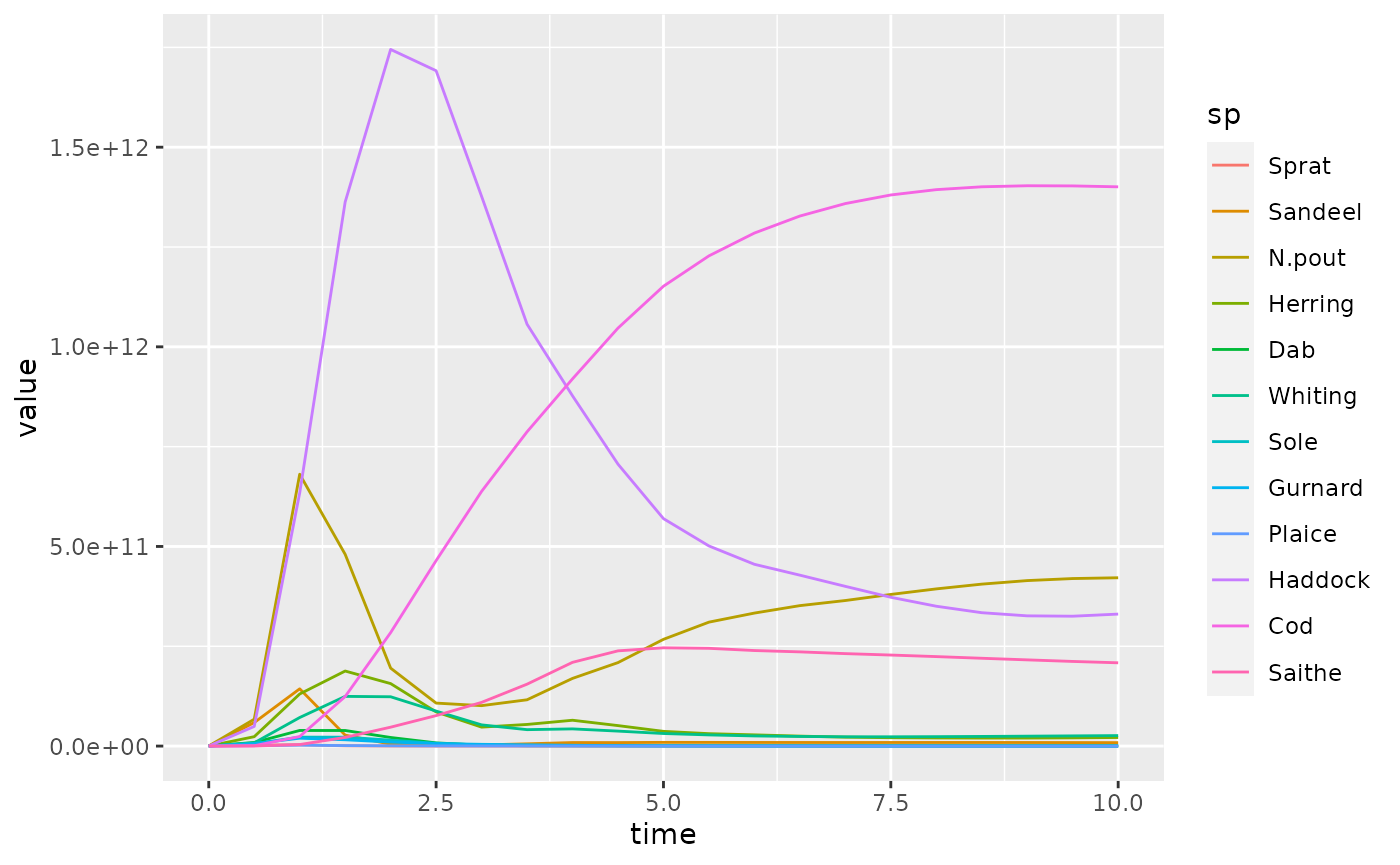 1.5e+12
1.0e+12
5.0e+11
0.0e+00
value
0.0 2.5 5.0 7.5 10.0
time
sp
Sprat
Sandeel
N.pout
Herring
Dab
Whiting
Sole
Gurnard
Plaice
Haddock
Cod
Saithe